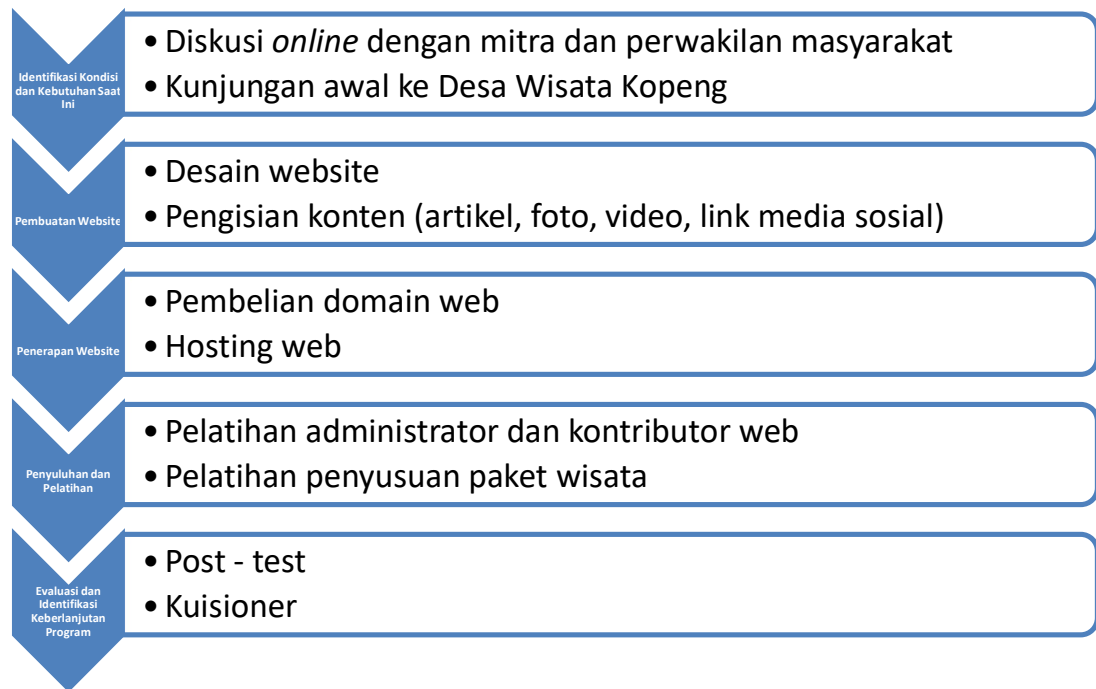 Identifikasi Kondisi
dan Kebutuhan Saat
Ini
• Diskusi online dengan mitra dan perwakilan masyarakat
• Kunjungan awal ke Desa Wisata Kopeng
Pembuatan Website
• Desain website
• Pengisian konten (artikel, foto, video, link media sosial)
Penerapan Website
• Pembelian domain web
• Hosting web
Penyuluhan dan
Pelatihan
• Pelatihan administrator dan kontributor web
• Pelatihan penyusuan paket wisata
Evaluasi dan
Identifikasi
Keberlanjutan
Program
• Post - test
• Kuisioner